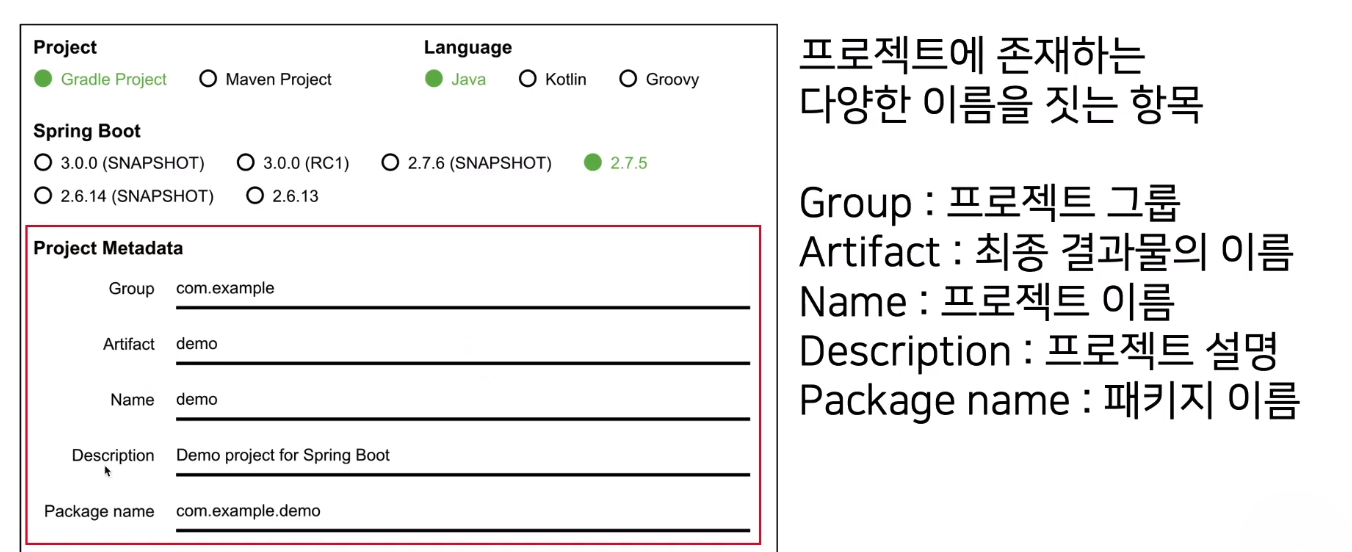 Project
Gradle Project Maven Project
Language
Java Kotlin Groovy
Spring Boot
3.0.0 (SNAPSHOT) 3.0.0 (RC1) 2.7.6 (SNAPSHOT) 2.7.5
2.6.14 (SNAPSHOT) 2.6.13
Project Metadata
Group com.example
Artifact demo
Name demo
Description Demo project for Spring Boot
Package name com.example.demo
프로젝트에 존재하는
다양한 이름을 짓는 항목
Group : 프로젝트 그룹
Artifact : 최종 결과물의 이름
Name : 프로젝트 이름
Description : 프로젝트 설명
Package name : 패키지 이름